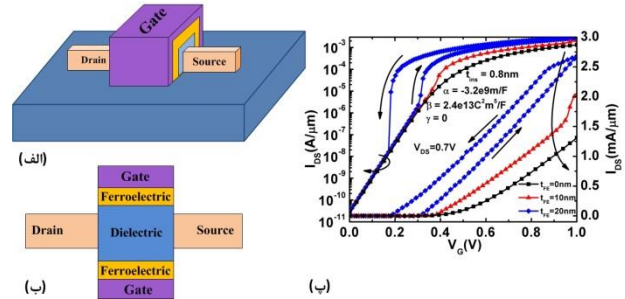 Gate
Drain
Source
(الف)
Gate
Ferroelectric
Drain
Dielectric
Source
Ferroelectric
Gate
(ب)
I_DS(A/μm)
10⁻³
10⁻⁴
10⁻⁵
10⁻⁶
10⁻⁷
10⁻⁸
10⁻⁹
10⁻¹⁰
10⁻¹¹
t_ins = 0.8nm
α = -3.2e9m/F
β = 2.4e13C²m⁵/F
γ = 0
V_DS=0.7V
t_FE=0nm
t_FE=10nm
t_FE=20nm
3.0
2.5
2.0
1.5
1.0
0.5
0.0
I_DS(mA/μm)
0.0 0.2 0.4 0.6 0.8 1.0
V_G(V)
(پ)